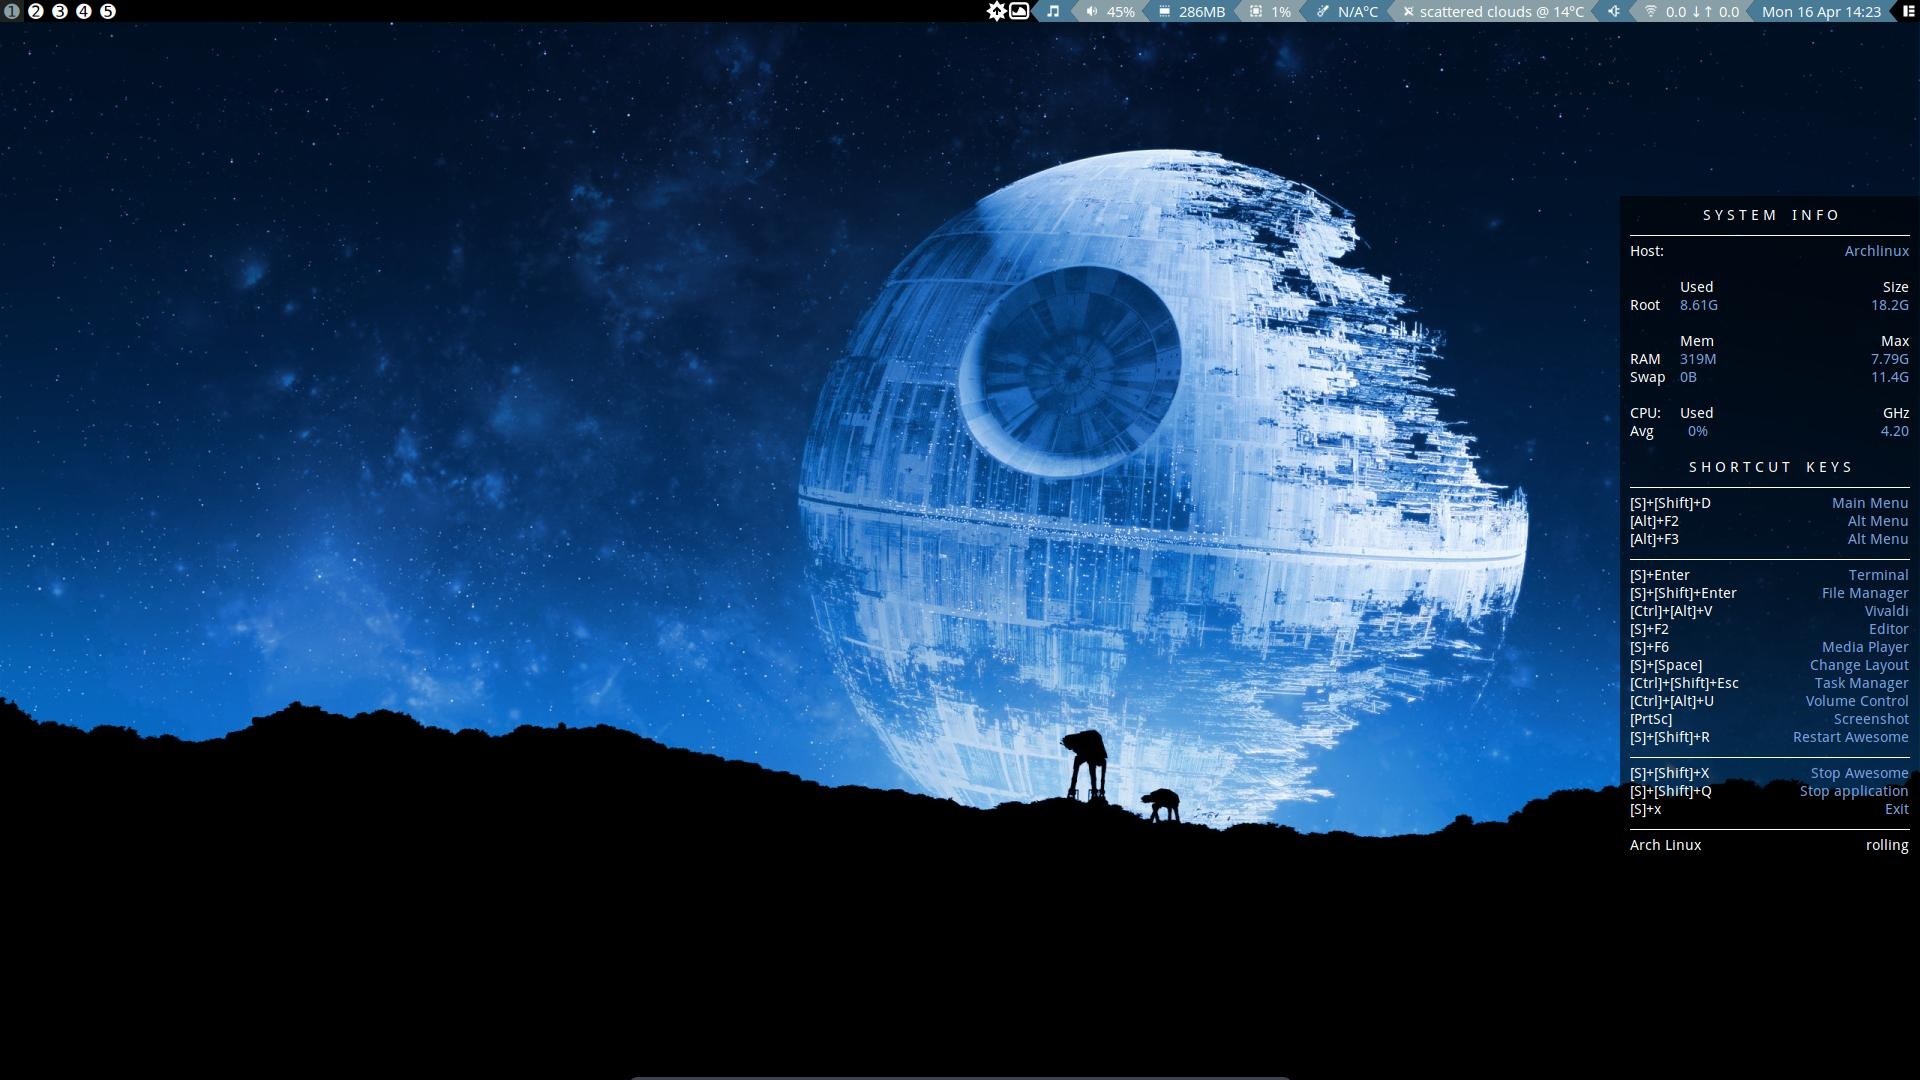 1 2 3 4 5 45% 286MB 1% N/A°C scattered clouds @ 14°C 0.0 ↓↑ 0.0 Mon 16 Apr 14:23
SYSTEM INFO
Host: Archlinux
Used Size
Root 8.61G 18.2G
Mem Max
RAM 319M 7.79G
Swap 0B 11.4G
CPU: Used GHz
Avg 0% 4.20
SHORTCUT KEYS
[S]+[Shift]+D Main Menu
[Alt]+F2 Alt Menu
[Alt]+F3 Alt Menu
[S]+Enter Terminal
[S]+[Shift]+Enter File Manager
[Ctrl]+[Alt]+V Vivaldi
[S]+F2 Editor
[S]+F6 Media Player
[S]+[Space] Change Layout
[Ctrl]+[Shift]+Esc Task Manager
[Ctrl]+[Alt]+U Volume Control
[PrtSc] Screenshot
[S]+[Shift]+R Restart Awesome
[S]+[Shift]+X Stop Awesome
[S]+[Shift]+Q Stop application
[S]+x Exit
Arch Linux rolling